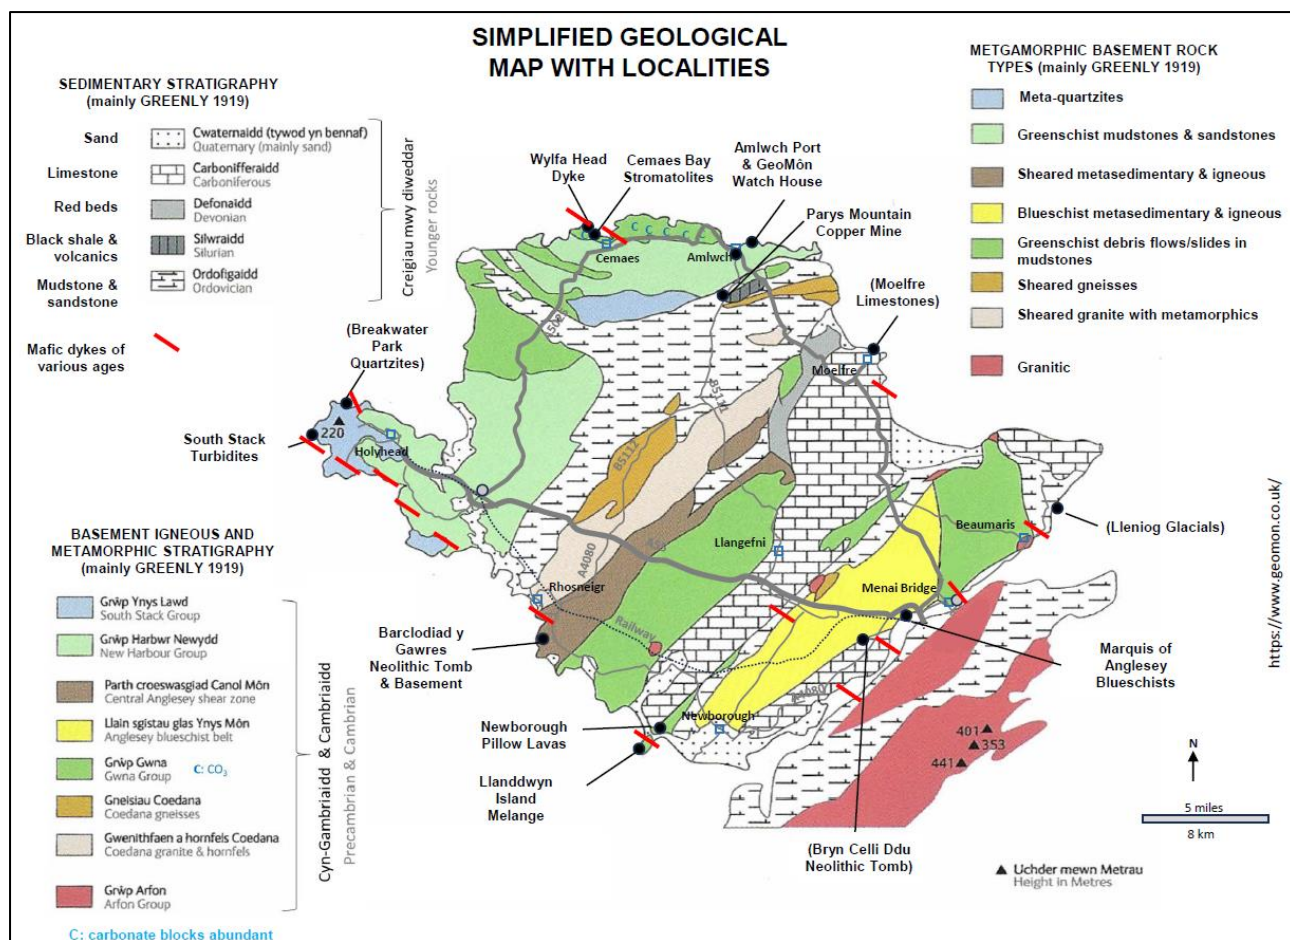 SIMPLIFIED GEOLOGICAL
MAP WITH LOCALITIES
SEDIMENTARY STRATIGRAPHY
(mainly GREENLY 1919)
Sand
Cwaternaidd (tywod yn bennaf)
Quaternary (mainly sand)
Limestone
Carbonifferaidd
Carboniferous
Red beds
Defonaidd
Devonian
Black shale &
volcanics
Silwraidd
Silurian
Mudstone &
sandstone
Ordofigaidd
Ordovician
Creigiau mwy diweddar
Younger rocks
Mafic dykes of
various ages
METGAMORPHIC BASEMENT ROCK
TYPES (mainly GREENLY 1919)
Meta-quartzites
Greenschist mudstones & sandstones
Sheared metasedimentary & igneous
Blueschist metasedimentary & igneous
Greenschist debris flows/slides in
mudstones
Sheared gneisses
Sheared granite with metamorphics
Granitic
Wylfa Head
Dyke
Cemaes Bay
Stromatolites
Amlwch Port
& GeoMôn
Watch House
Parys Mountain
Copper Mine
(Moelfre
Limestones)
(Breakwater
Park
Quartzites)
South Stack
Turbidites
C C C C C C
Cemaes
Amlwch
Moelfre
B5111
B5112
220
Holyhead
A4080
A5
Llangefni
Beaumaris
(Lleniog Glacials)
Rhosneigr
Menai Bridge
Railway
Barclodiad y
Gawres
Neolithic Tomb
& Basement
Marquis of
Anglesey
Blueschists
Newborough
A4080
Newborough
Pillow Lavas
Llanddwyn
Island
Melange
(Bryn Celli Ddu
Neolithic Tomb)
401
353
441
N
5 miles
8 km
Uchder mewn Metrau
Height in Metres
https://www.geomon.co.uk/
BASEMENT IGNEOUS AND
METAMORPHIC STRATIGRAPHY
(mainly GREENLY 1919)
Grŵp Ynys Lawd
South Stack Group
Grŵp Harbwr Newydd
New Harbour Group
Parth croeswasgiad Canol Môn
Central Anglesey shear zone
Llain sgistau glas Ynys Môn
Anglesey blueschist belt
Grŵp Gwna C: CO3
Gwna Group
Gneisiau Coedana
Coedana gneisses
Gwenithfaen a hornfels Coedana
Coedana granite & hornfels
Grŵp Arfon
Arfon Group
Cyn-Gambriaidd & Cambriaidd
Precambrian & Cambrian
C: carbonate blocks abundant